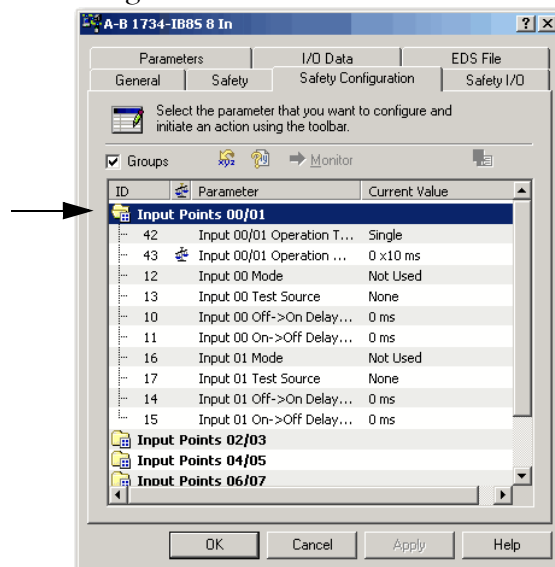 A-B 1734-IB8S 8 In
Parameters I/O Data EDS File
General Safety Safety Configuration Safety I/O
Select the parameter that you want to configure and
initiate an action using the toolbar.
Groups xyz Monitor
ID Parameter Current Value
Input Points 00/01
42 Input 00/01 Operation T... Single
43 Input 00/01 Operation ... 0 x10 ms
12 Input 00 Mode Not Used
13 Input 00 Test Source None
10 Input 00 Off->On Delay... 0 ms
11 Input 00 On->Off Delay... 0 ms
16 Input 01 Mode Not Used
17 Input 01 Test Source None
14 Input 01 Off->On Delay... 0 ms
15 Input 01 On->Off Delay... 0 ms
Input Points 02/03
Input Points 04/05
Input Points 06/07
OK Cancel Apply Help